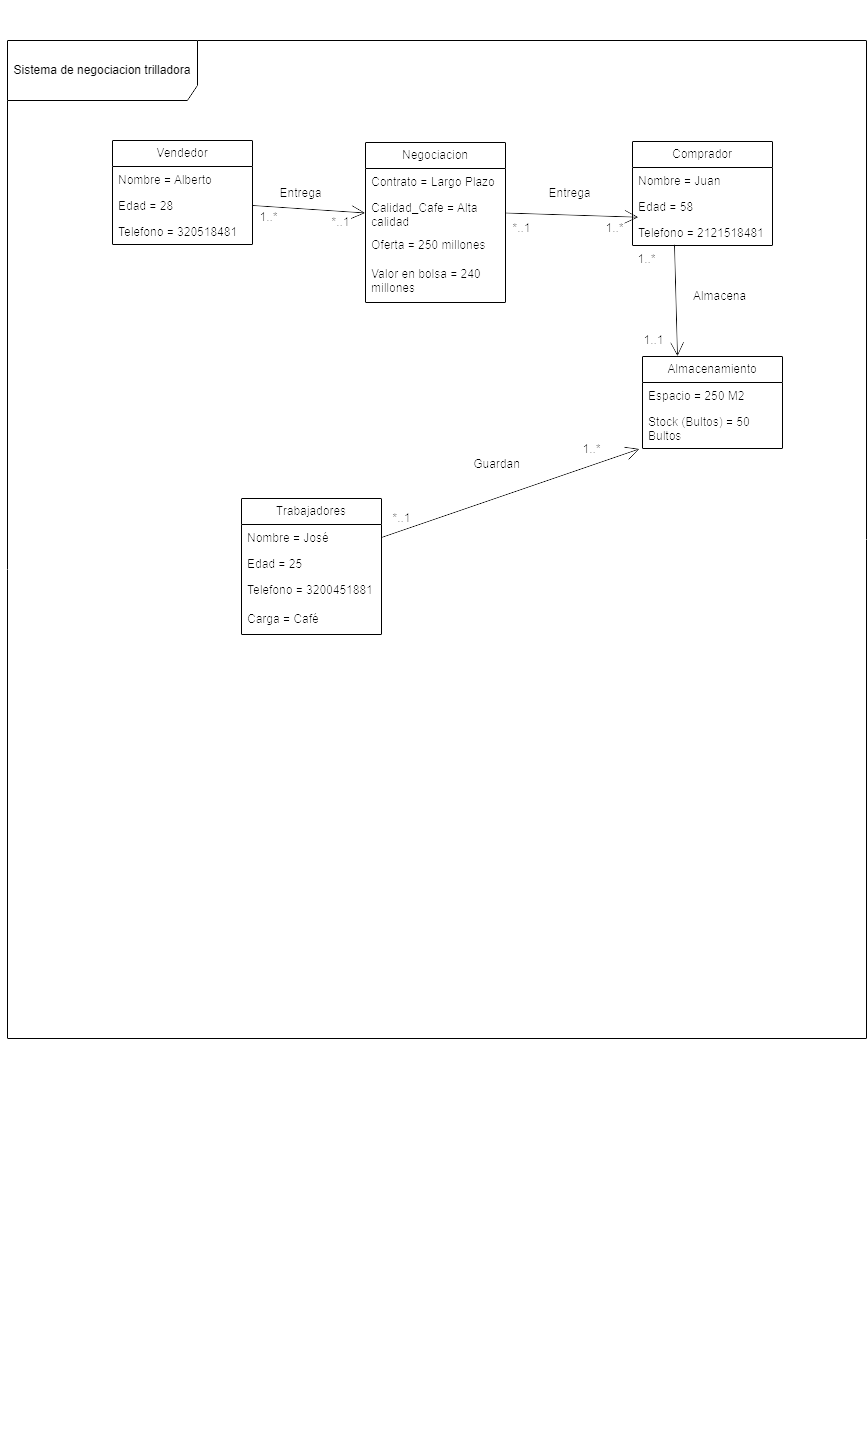 Sistema de negociacion trilladora
Vendedor
Nombre = Alberto
Edad = 28
Telefono = 320518481
Entrega
1..*
*..1
Negociacion
Contrato = Largo Plazo
Calidad_Cafe = Alta
calidad
Oferta = 250 millones
Valor en bolsa = 240
millones
Entrega
*..1
1..*
Comprador
Nombre = Juan
Edad = 58
Telefono = 2121518481
1..*
Almacena
1..1
Almacenamiento
Espacio = 250 M2
Stock (Bultos) = 50
Bultos
1..*
Guardan
*..1
Trabajadores
Nombre = José
Edad = 25
Telefono = 3200451881
Carga = Café